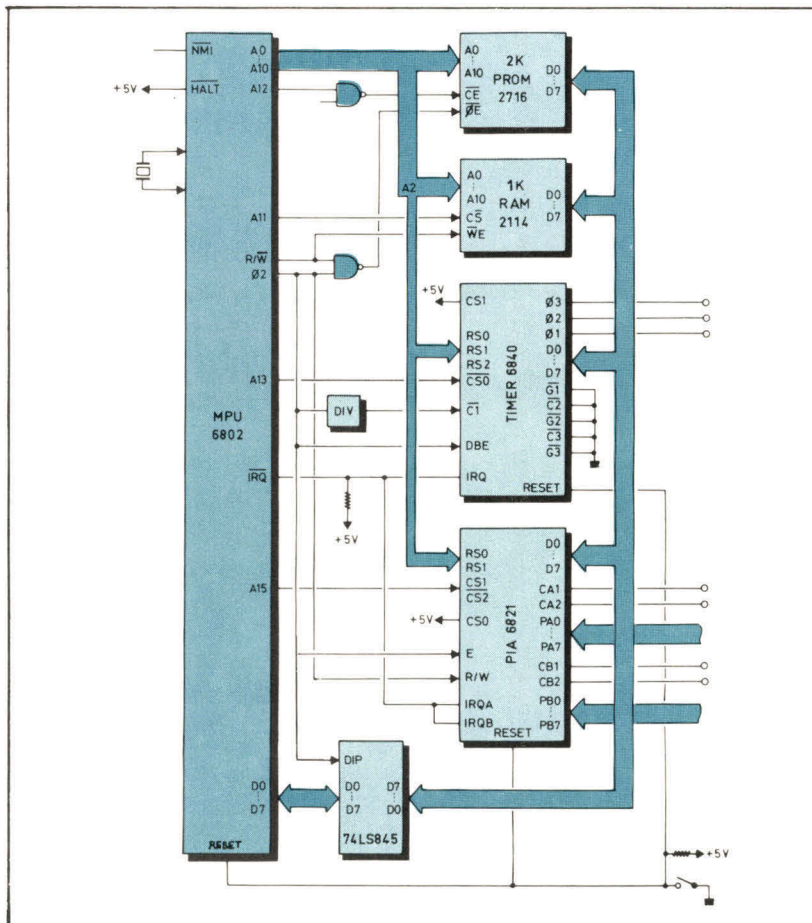 NMI
HALT
+5V
A0
A10
A12
A11
R/W
Ø2
A13
MPU
6802
IRQ
A15
D0
D7
RESET
A0
A10
CE
ØE
2K
PROM
2716
D0
D7
A2
A0
A10
CS
WE
1K
RAM
2114
D0
D7
+5V
CS1
RS0
RS1
RS2
CS0
DIV
C1
DBE
IRQ
TIMER 6840
Ø3
Ø2
Ø1
D0
D7
G1
C2
G2
C3
G3
RESET
+5V
RS0
RS1
CS1
CS2
+5V
CS0
E
R/W
IRQA
IRQB
PIA 6821
D0
D7
CA1
CA2
PA0
PA7
CB1
CB2
PB0
PB7
RESET
DIP
D0
D7
D7
D0
74LS845
+5V